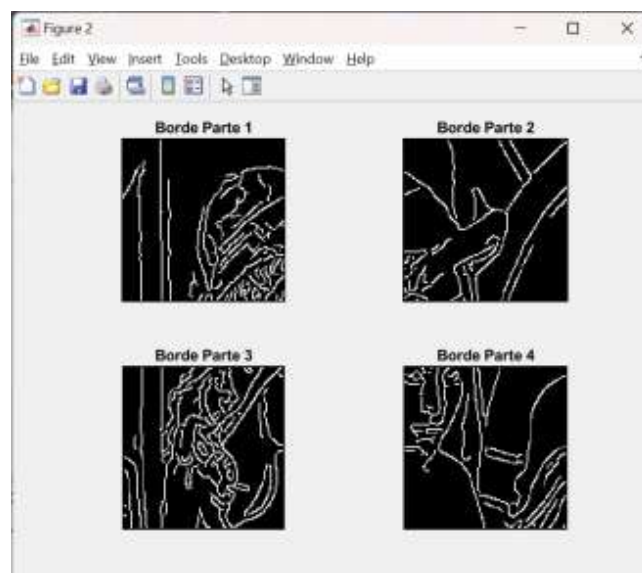 Figure 2
File Edit View Insert Tools Desktop Window Help
Borde Parte 1
Borde Parte 2
Borde Parte 3
Borde Parte 4